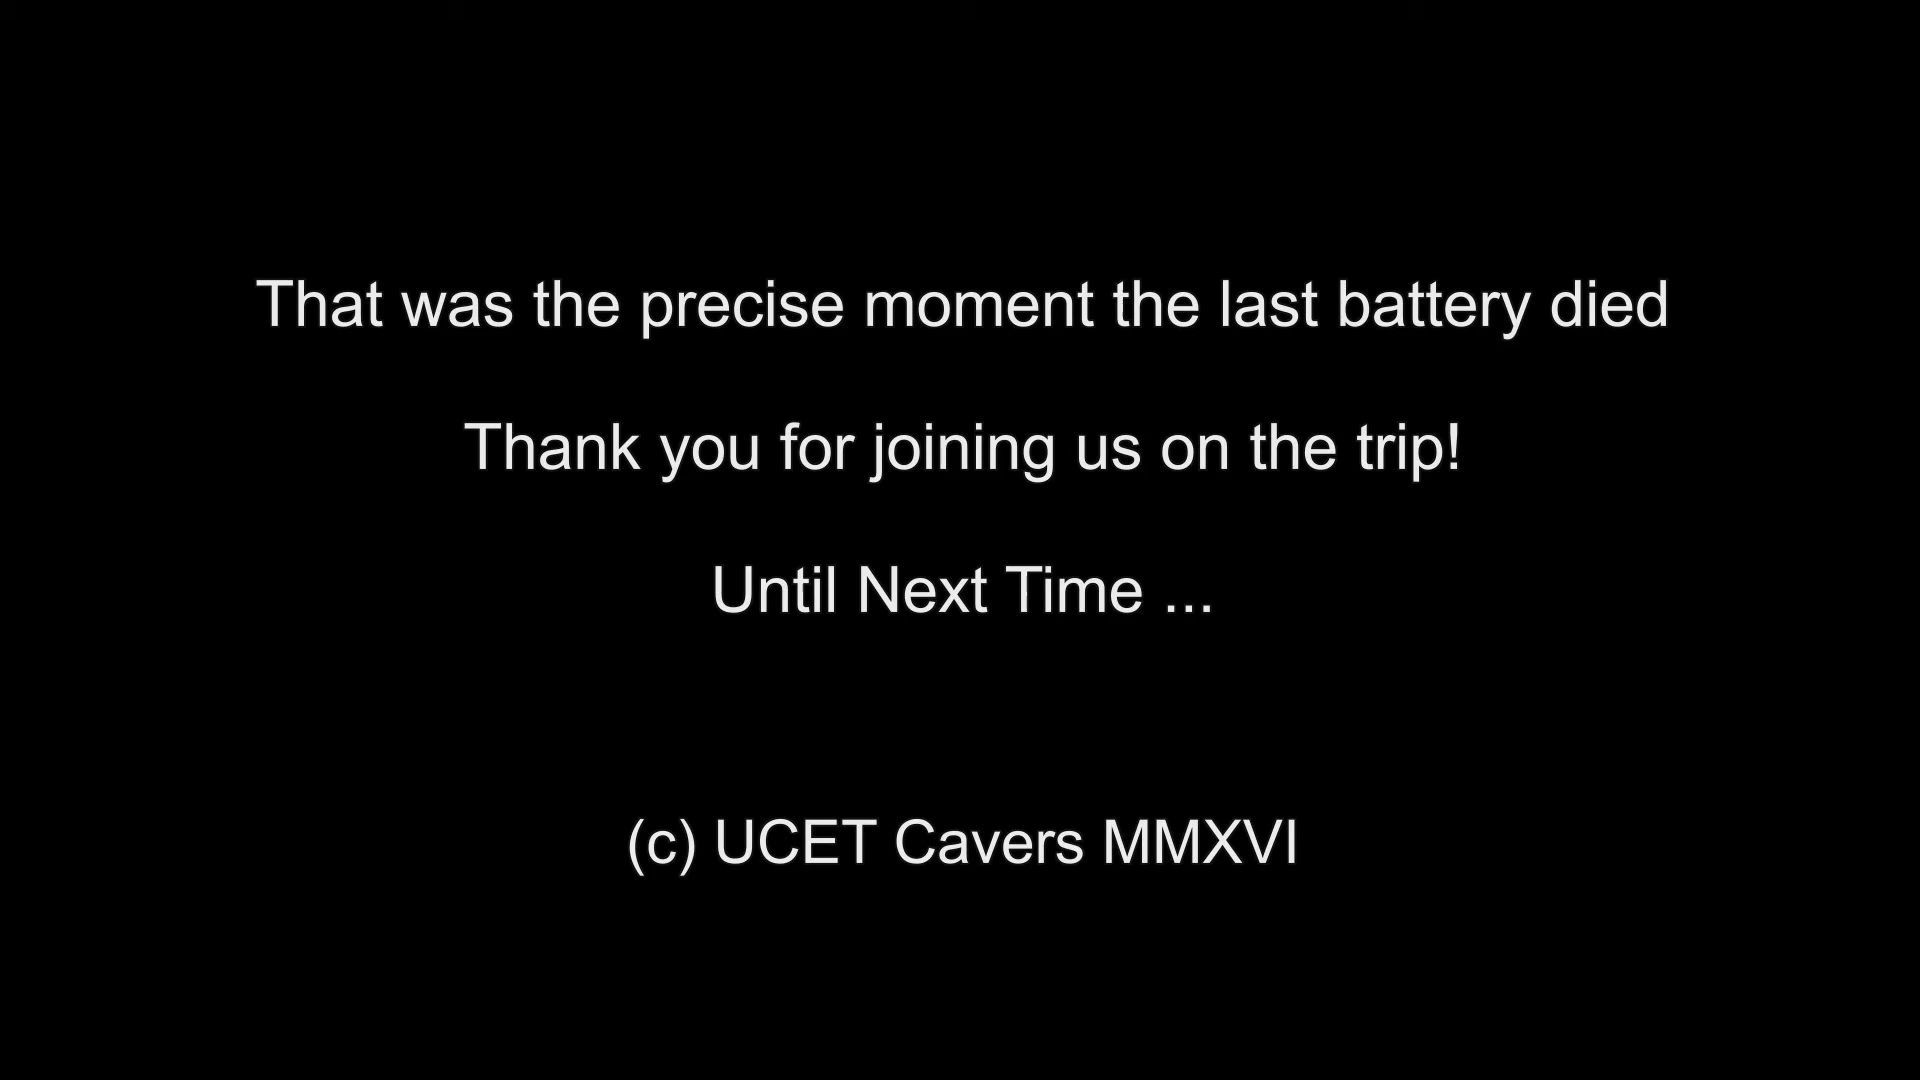 That was the precise moment the last battery died
Thank you for joining us on the trip!
Until Next Time ...
(c) UCET Cavers MMXVI